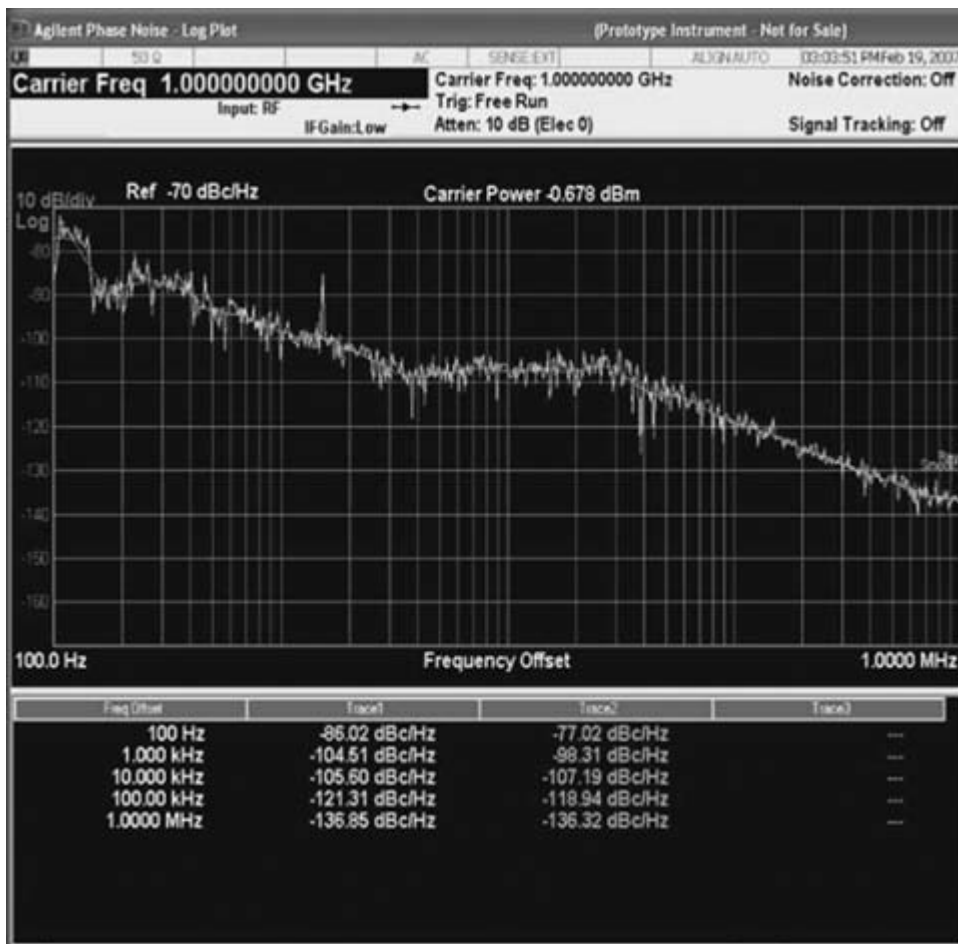 Agilent Phase Noise - Log Plot (Prototype Instrument - Not for Sale)
50 Ω AC SENSE:EXT ALIGNAUTO 03:03:51 PM Feb 19, 2007
Carrier Freq 1.000000000 GHz
Input: RF
IFGain:Low
Carrier Freq: 1.000000000 GHz
Trig: Free Run
Atten: 10 dB (Elec 0)
Noise Correction: Off
Signal Tracking: Off
10 dB/div Ref -70 dBc/Hz Carrier Power -0.678 dBm
Log
-80
-90
-100
-110
-120
-130
-140
-150
-160
100.0 Hz Frequency Offset 1.0000 MHz
Freq Offset Trace1 Trace2 Trace3
100 Hz -86.02 dBc/Hz -77.02 dBc/Hz ---
1.000 kHz -104.51 dBc/Hz -98.31 dBc/Hz ---
10.000 kHz -105.60 dBc/Hz -107.19 dBc/Hz ---
100.00 kHz -121.31 dBc/Hz -118.94 dBc/Hz ---
1.0000 MHz -136.85 dBc/Hz -136.32 dBc/Hz ---